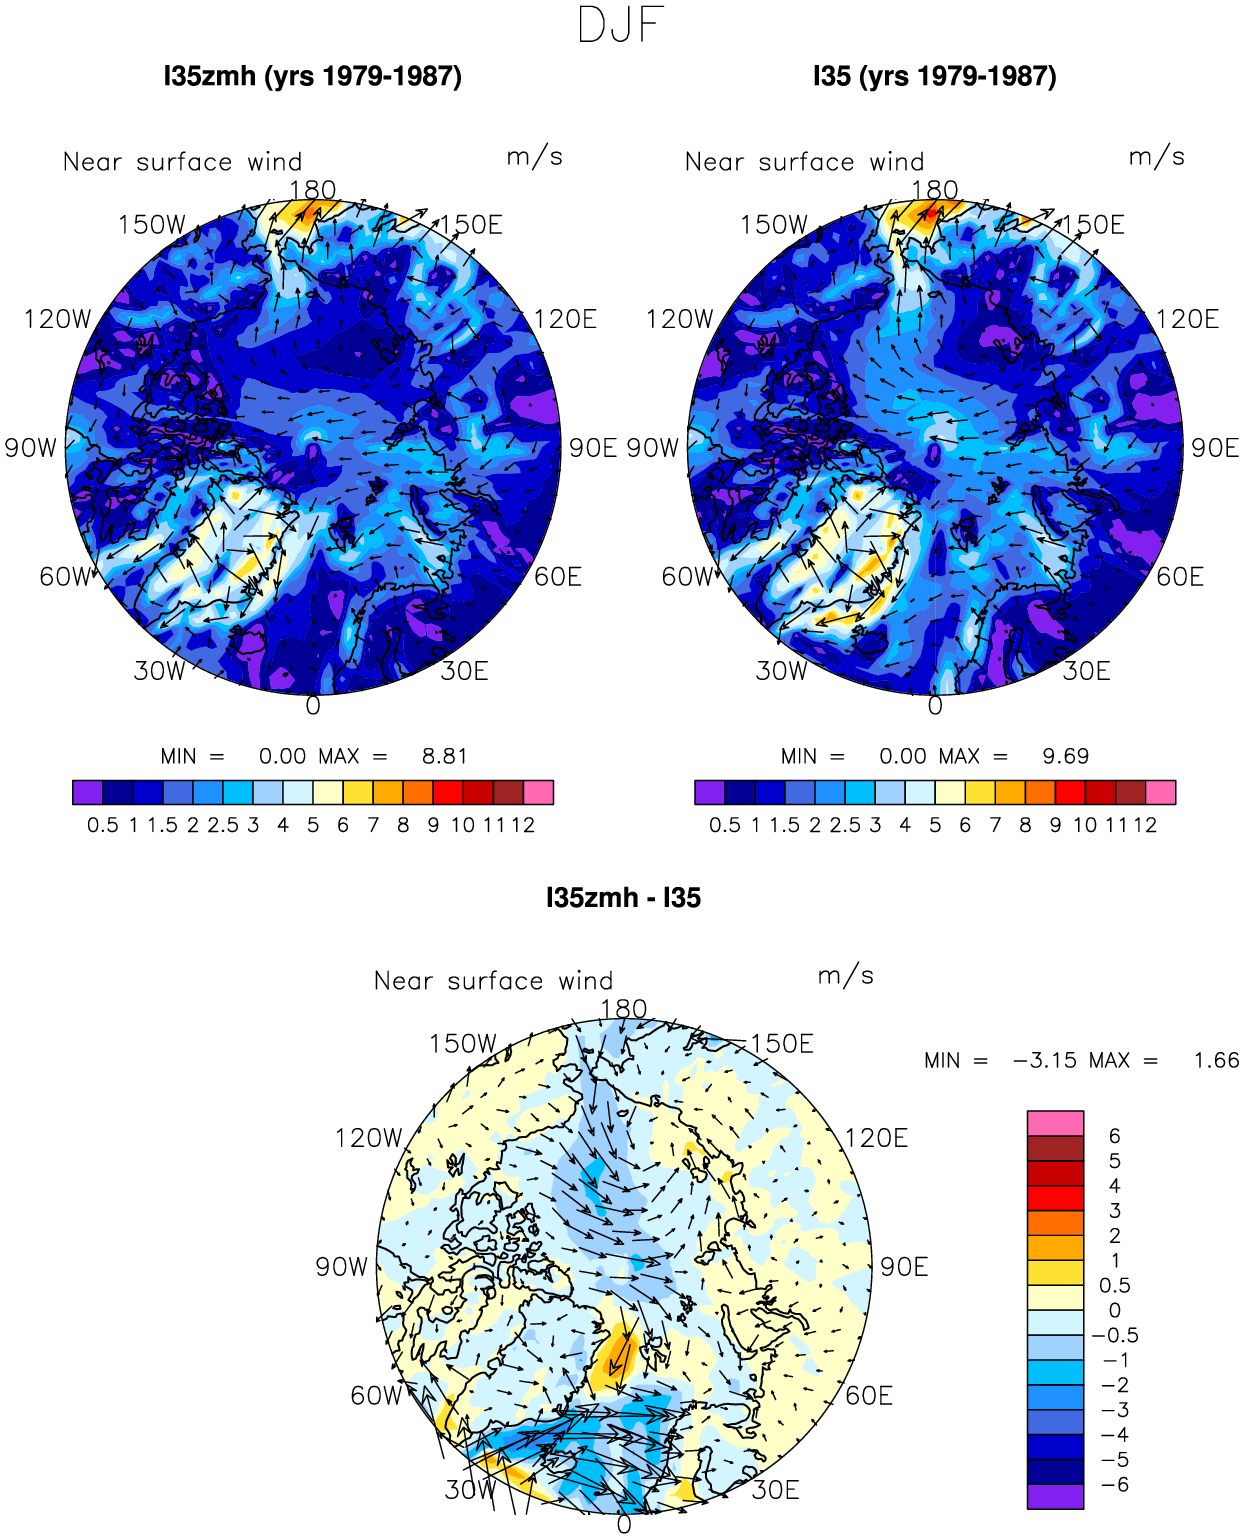 DJF
I35zmh (yrs 1979-1987)
I35 (yrs 1979-1987)
Near surface wind
m/s
Near surface wind
m/s
180
150W
150E
120W
120E
90W
90E
60W
60E
30W
30E
0
180
150W
150E
120W
120E
90W
90E
60W
60E
30W
30E
0
MIN = 0.00 MAX = 8.81
MIN = 0.00 MAX = 9.69
0.5 1 1.5 2 2.5 3 4 5 6 7 8 9 10 11 12
0.5 1 1.5 2 2.5 3 4 5 6 7 8 9 10 11 12
I35zmh - I35
Near surface wind
m/s
180
150W
150E
120W
120E
90W
90E
60W
60E
30W
30E
0
MIN = −3.15 MAX = 1.66
6
5
4
3
2
1
0.5
0
−0.5
−1
−2
−3
−4
−5
−6